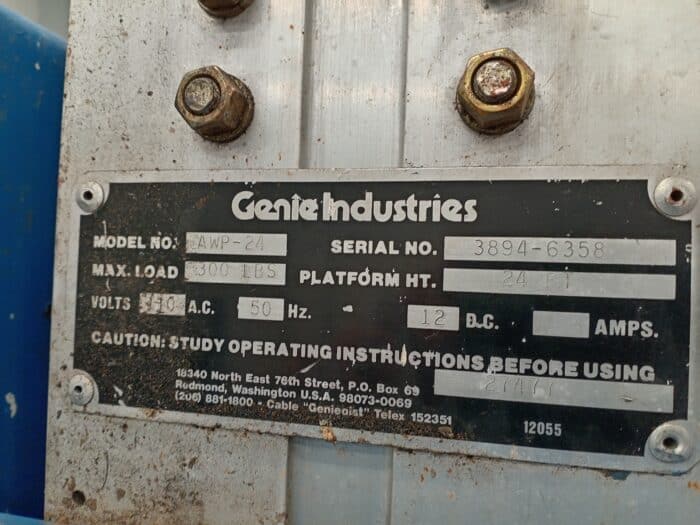 Genie Industries
MODEL NO. AWP-24 SERIAL NO. 3894-6358
MAX. LOAD 300 LBS PLATFORM HT. 24 FT
VOLTS A.C. 50 Hz. 12 D.C. AMPS.
CAUTION: STUDY OPERATING INSTRUCTIONS BEFORE USING
18340 North East 76th Street, P.O. Box 69
Redmond, Washington U.S.A. 98073-0069
(206) 881-1800 • Cable "Geniegist" Telex 152351
12055